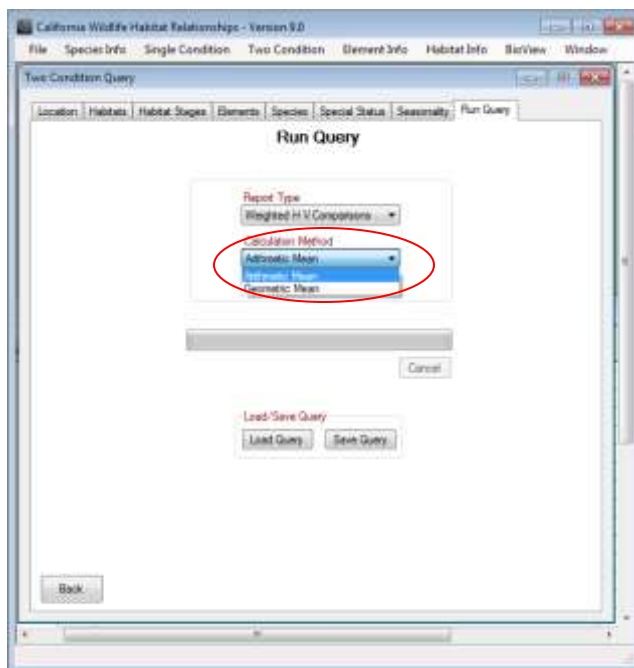 California Wildlife Habitat Relationships - Version 9.0
File Species Info Single Condition Two Condition Element Info Habitat Info BioView Window
Two Condition Query
Location Habitats Habitat Stages Elements Species Special Status Seasonality Run Query
Run Query
Report Type
Weighted H V Comparisons
Calculation Method
Arithmetic Mean
Arithmetic Mean
Geometric Mean
Cancel
Load/Save Query
Load Query Save Query
Back